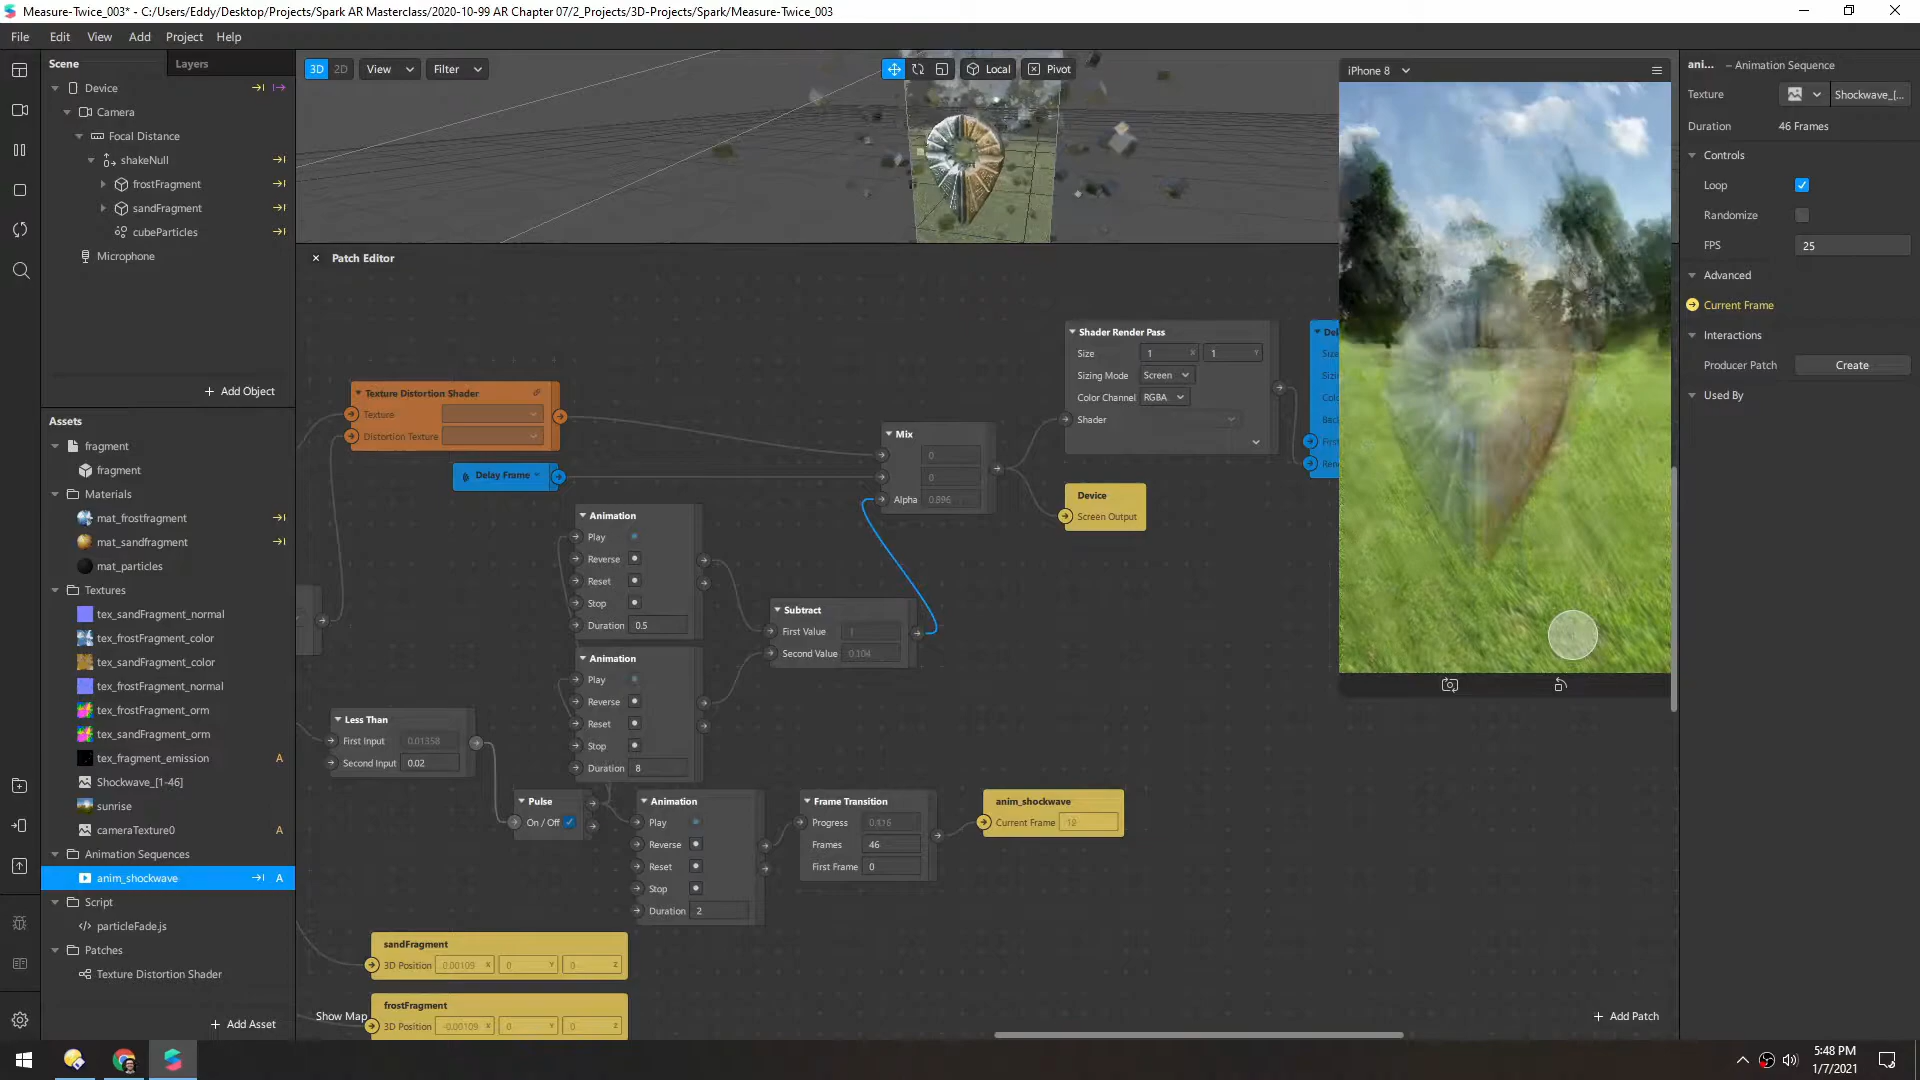 Measure-Twice_003* - C:/Users/Eddy/Desktop/Projects/Spark AR Masterclass/2020-10-99 AR Chapter 07/2_Projects/3D-Projects/Spark/Measure-Twice_003
File Edit View Add Project Help
Scene Layers
Device
Camera
Focal Distance
shakeNull
frostFragment
sandFragment
cubeParticles
Microphone
+ Add Object
Assets
fragment
fragment
Materials
mat_frostfragment
mat_sandfragment
mat_particles
Textures
tex_sandFragment_normal
tex_frostFragment_color
tex_sandFragment_color
tex_frostFragment_normal
tex_frostFragment_orm
tex_sandFragment_orm
tex_fragment_emission A
Shockwave_[1-46]
sunrise
cameraTexture0 A
Animation Sequences
anim_shockwave A
Script
particleFade.js
Patches
Texture Distortion Shader
+ Add Asset
3D 2D View Filter Local Pivot
× Patch Editor
Texture Distortion Shader
Texture
Distortion Texture
Delay Frame
Animation
Play
Reverse
Reset
Stop
Duration 0.5
Animation
Play
Reverse
Reset
Stop
Duration 8
Less Than
First Input 0.01358
Second Input 0.02
Pulse
On / Off
Animation
Play
Reverse
Reset
Stop
Duration 2
Subtract
First Value 1
Second Value 0.104
Mix
0
0
Alpha 0.896
Shader Render Pass
Size 1 X 1 Y
Sizing Mode Screen
Color Channel RGBA
Shader
Device
Screen Output
Frame Transition
Progress 0.416
Frames 46
First Frame 0
anim_shockwave
Current Frame 19
sandFragment
3D Position 0.00109 X 0 Y 0 Z
frostFragment
3D Position -0.00109 X 0 Y 0 Z
Show Map
+ Add Patch
iPhone 8
ani... – Animation Sequence
Texture Shockwave_[...
Duration 46 Frames
Controls
Loop
Randomize
FPS 25
Advanced
Current Frame
Interactions
Producer Patch Create
Used By
5:48 PM
1/7/2021